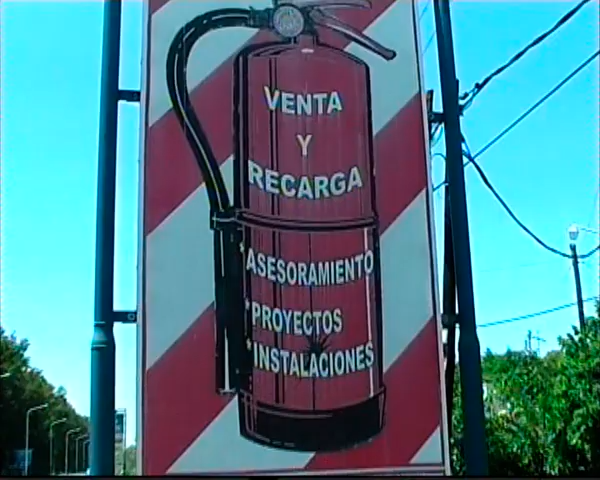 VENTA
Y
RECARGA
*ASESORAMIENTO
*PROYECTOS
*INSTALACIONES